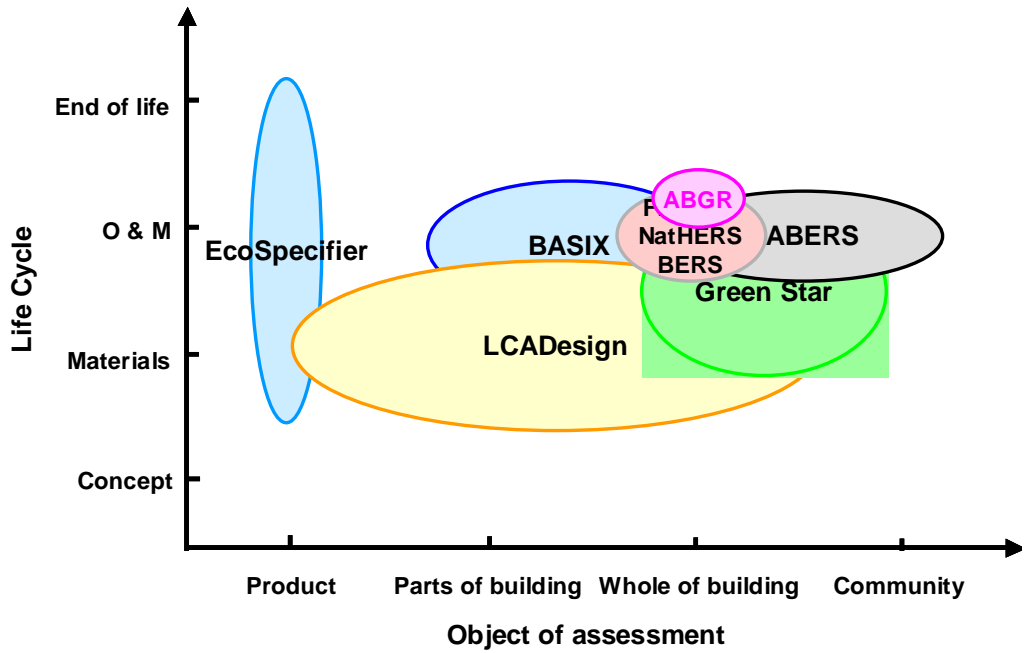 End of life
O & M
Materials
Concept
Life Cycle
EcoSpecifier
BASIX
ABGR
NatHERS
BERS
ABERS
Green Star
LCADesign
Product
Parts of building
Whole of building
Community
Object of assessment